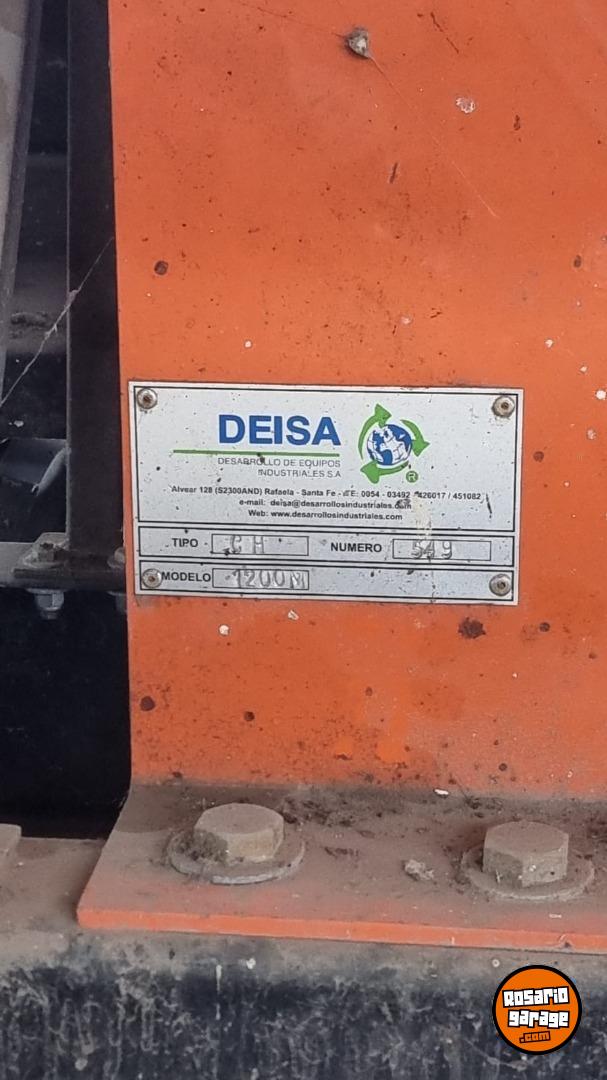 DEISA
DESARROLLO DE EQUIPOS
INDUSTRIALES S.A
®
Alvear 128 (S2300AND) Rafaela - Santa Fe - TE: 0054 - 03492 - 426017 / 451082
e-mail: deisa@desarrollosindustriales.com
Web: www.desarrollosindustriales.com
TIPO CH NUMERO 549
MODELO 1200M
Rosario
garage
.com